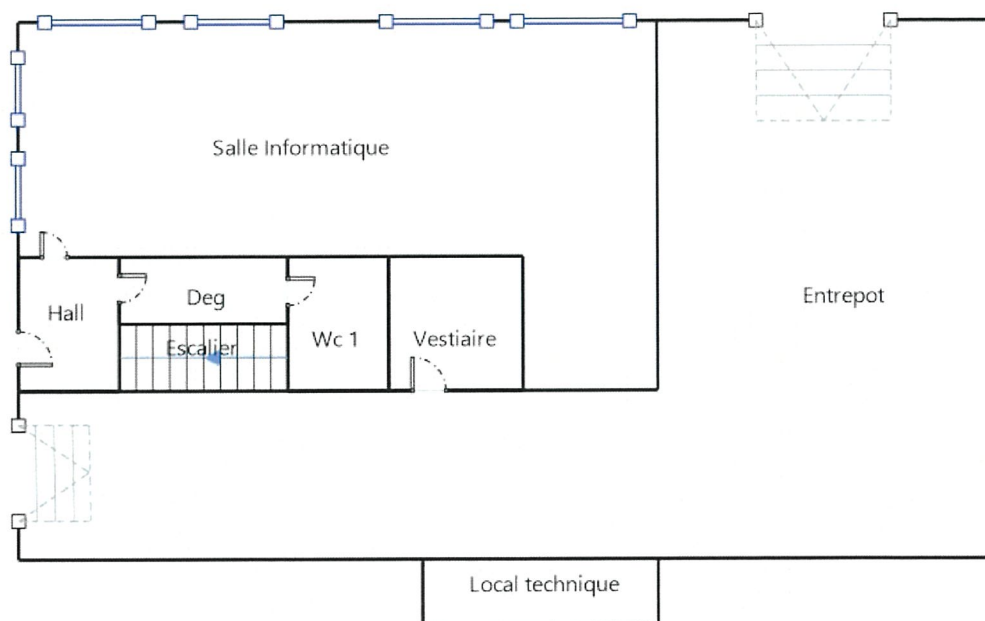 Salle Informatique
Entrepot
Deg
Hall
Wc 1
Vestiaire
Escalier
Local technique